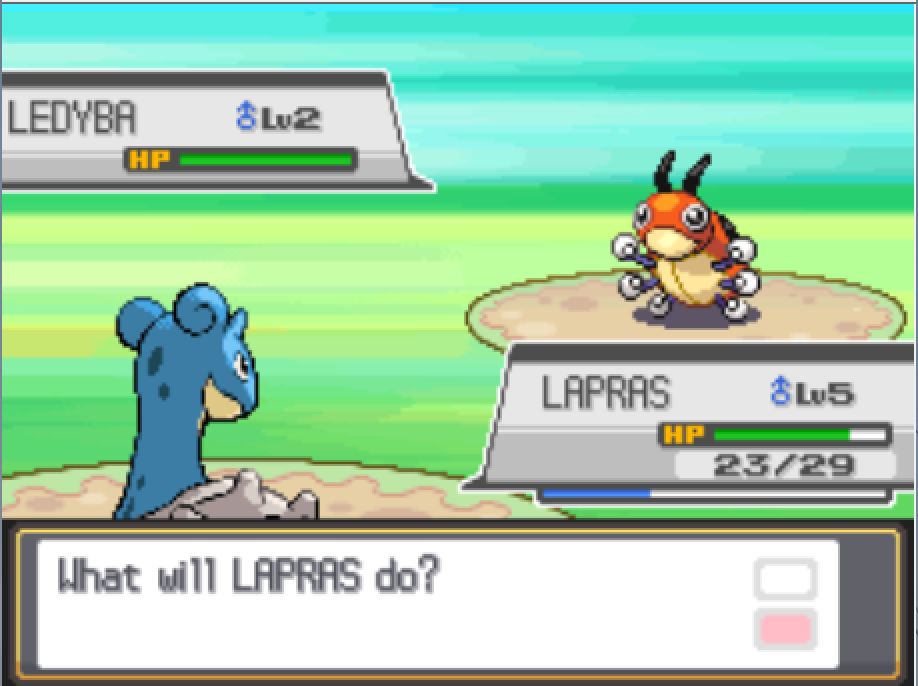 LEDYBA ♂Lv2
HP
LAPRAS ♂Lv5
HP
23/29
What will LAPRAS do?